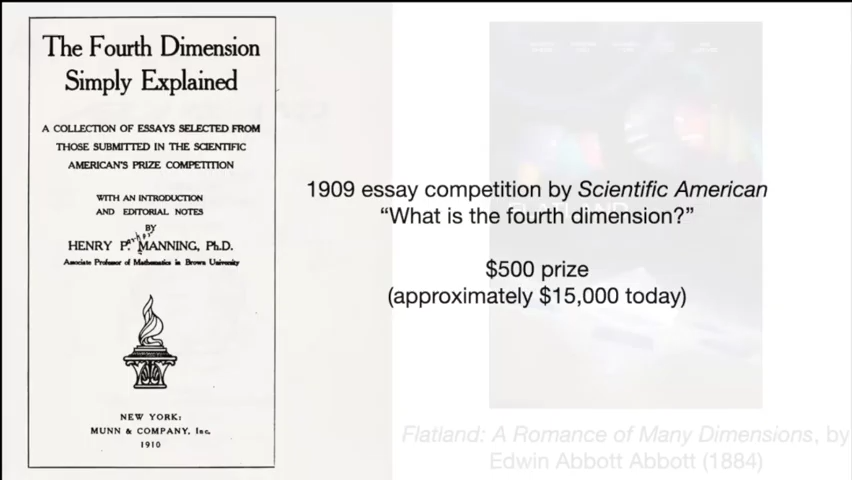 The Fourth Dimension
Simply Explained
A COLLECTION OF ESSAYS SELECTED FROM
THOSE SUBMITTED IN THE SCIENTIFIC
AMERICAN'S PRIZE COMPETITION
WITH AN INTRODUCTION
AND EDITORIAL NOTES
BY
arker
HENRY P. MANNING, Ph.D.
Associate Professor of Mathematics in Brown University
NEW YORK:
MUNN & COMPANY, Inc.
1910
1909 essay competition by Scientific American
“What is the fourth dimension?”
$500 prize
(approximately $15,000 today)
FLATLAND
Flatland: A Romance of Many Dimensions, by
Edwin Abbott Abbott (1884)